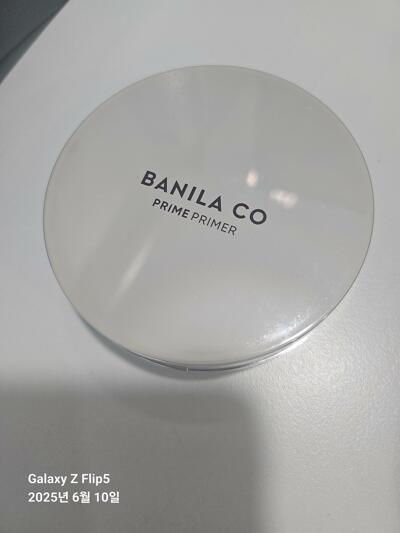 BANILA CO
PRIME PRIMER
Galaxy Z Flip5
2025년 6월 10일